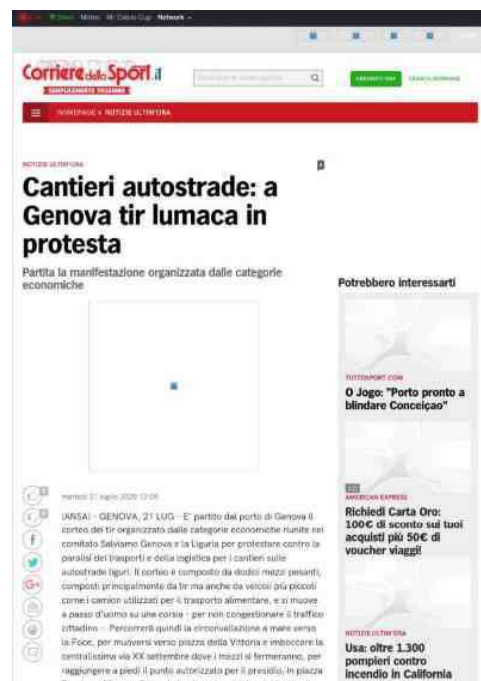 Network
Corriere dello Sport.it
SEMPLICEMENTE PASSIONE
HOMEPAGE > NOTIZIE ULTIM'ORA
NOTIZIE ULTIM'ORA
Cantieri autostrade: a
Genova tir lumaca in
protesta
Partita la manifestazione organizzata dalle categorie
economiche
martedì 21 luglio 2020
(ANSA) - GENOVA, 21 LUG - E' partito dal porto di Genova il
corteo dei tir organizzato dalle categorie economiche riunite nel
comitato Salviamo Genova e la Liguria per protestare contro la
paralisi dei trasporti e della logistica per i cantieri sulle
autostrade liguri. Il corteo è composto da dodici mezzi pesanti,
composti principalmente da tir ma anche da veicoli più piccoli
come i camion utilizzati per il trasporto alimentare, e si muove
a passo d'uomo su una corsie - per non congestionare il traffico
cittadino - Percorrerà quindi la circonvallazione a mare verso
la Foce, per muoversi verso piazza della Vittoria e imboccare la
centralissima via XX settembre dove i mezzi si fermeranno, per
raggiungere a piedi il punto autorizzato per il presidio, in piazza
Potrebbero interessarti
TUTTOSPORT.COM
O Jogo: "Porto pronto a
blindare Conceiçao"
AMERICAN EXPRESS
Richiedi Carta Oro:
100€ di sconto sui tuoi
acquisti più 50€ di
voucher viaggi!
NOTIZIE ULTIM'ORA
Usa: oltre 1.300
pompieri contro
incendio in California